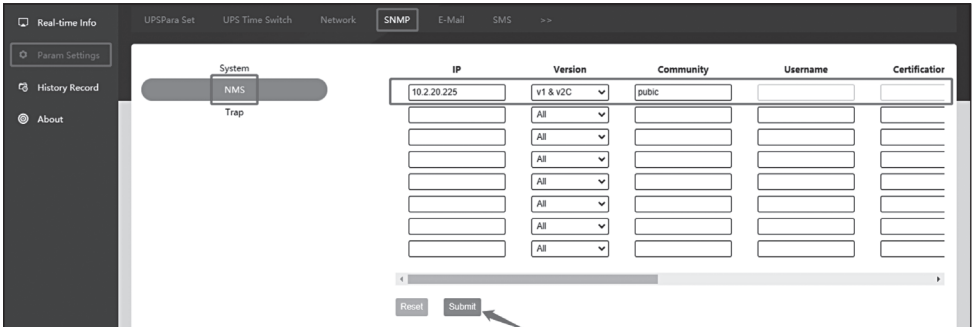 Real-time Info
Param Settings
History Record
About
UPSPara Set UPS Time Switch Network SNMP E-Mail SMS >>
System
NMS
Trap
IP Version Community Username Certification
10.2.20.225 v1 & v2C pubic
All
All
All
All
All
All
All
Reset Submit